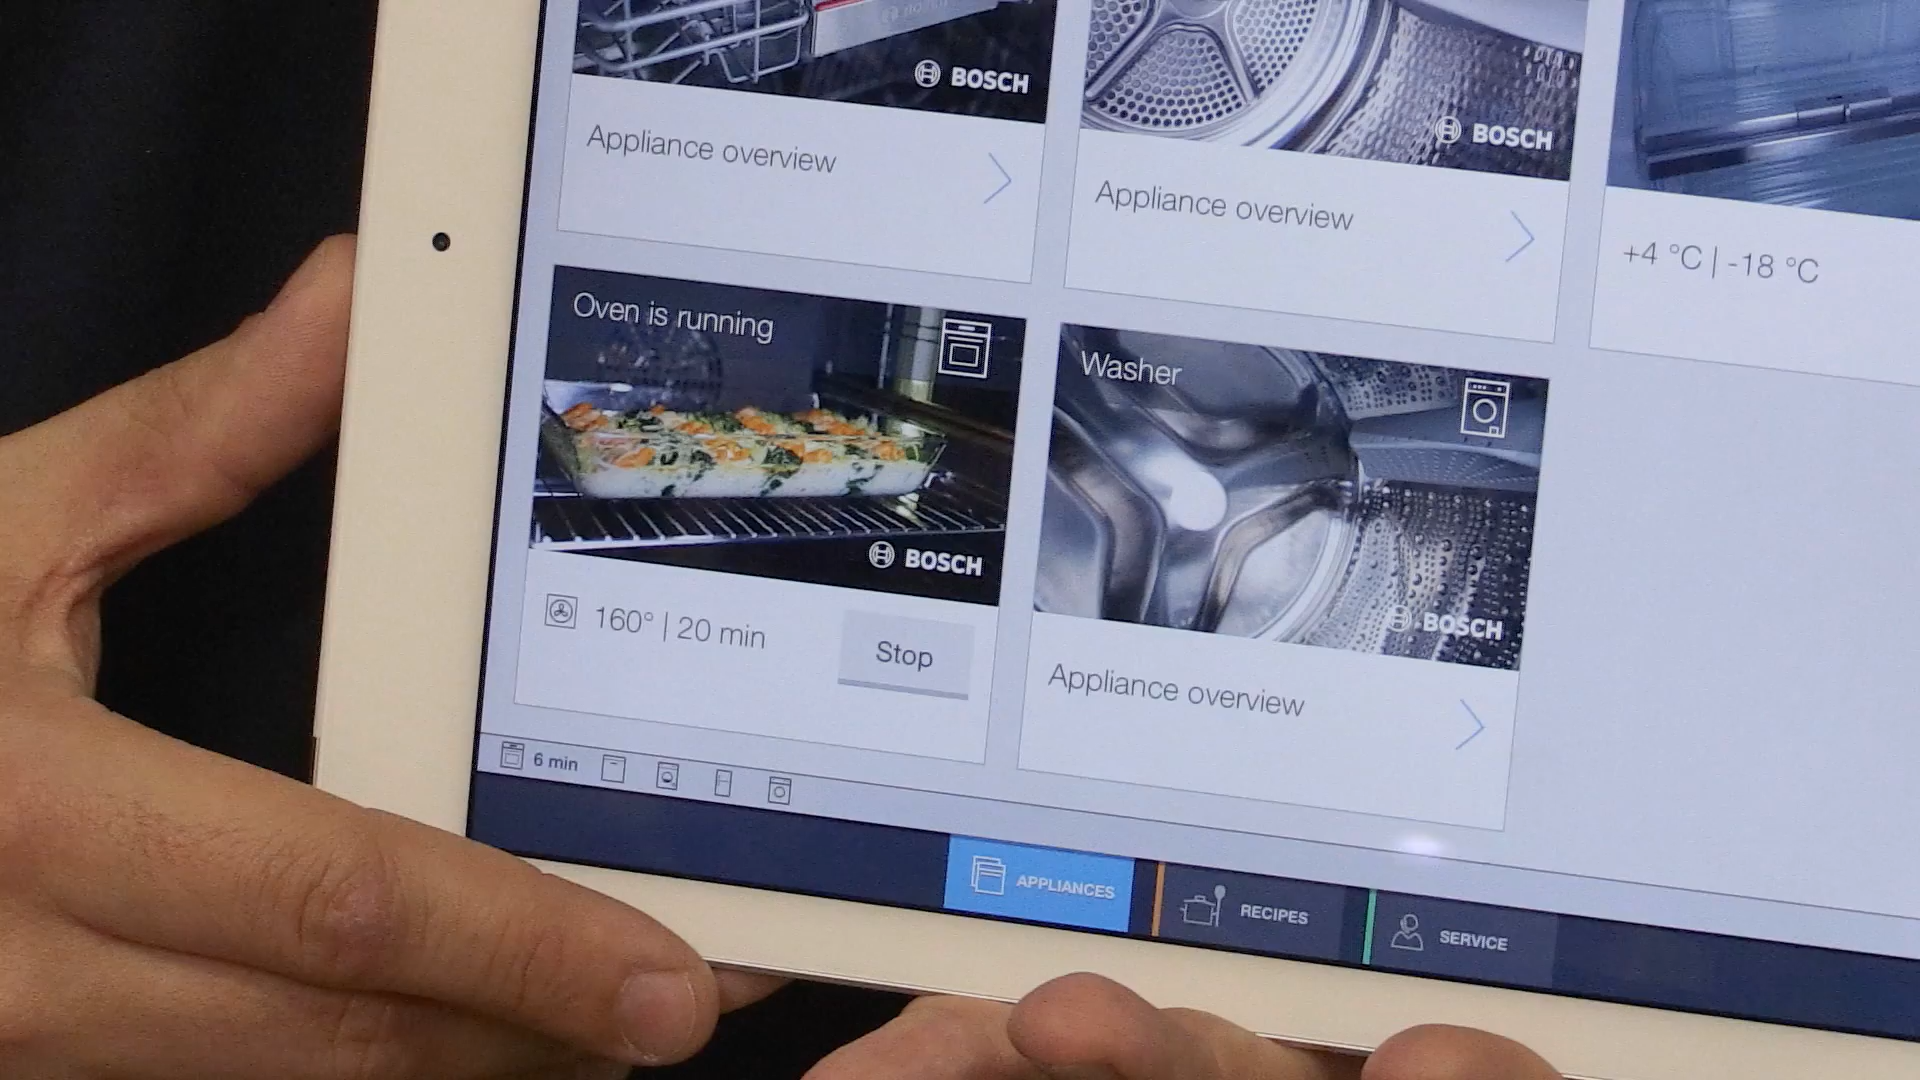 BOSCH
Appliance overview
BOSCH
Appliance overview
+4 °C | -18 °C
Oven is running
BOSCH
160° | 20 min
Stop
Washer
BOSCH
Appliance overview
6 min
APPLIANCES
RECIPES
SERVICE